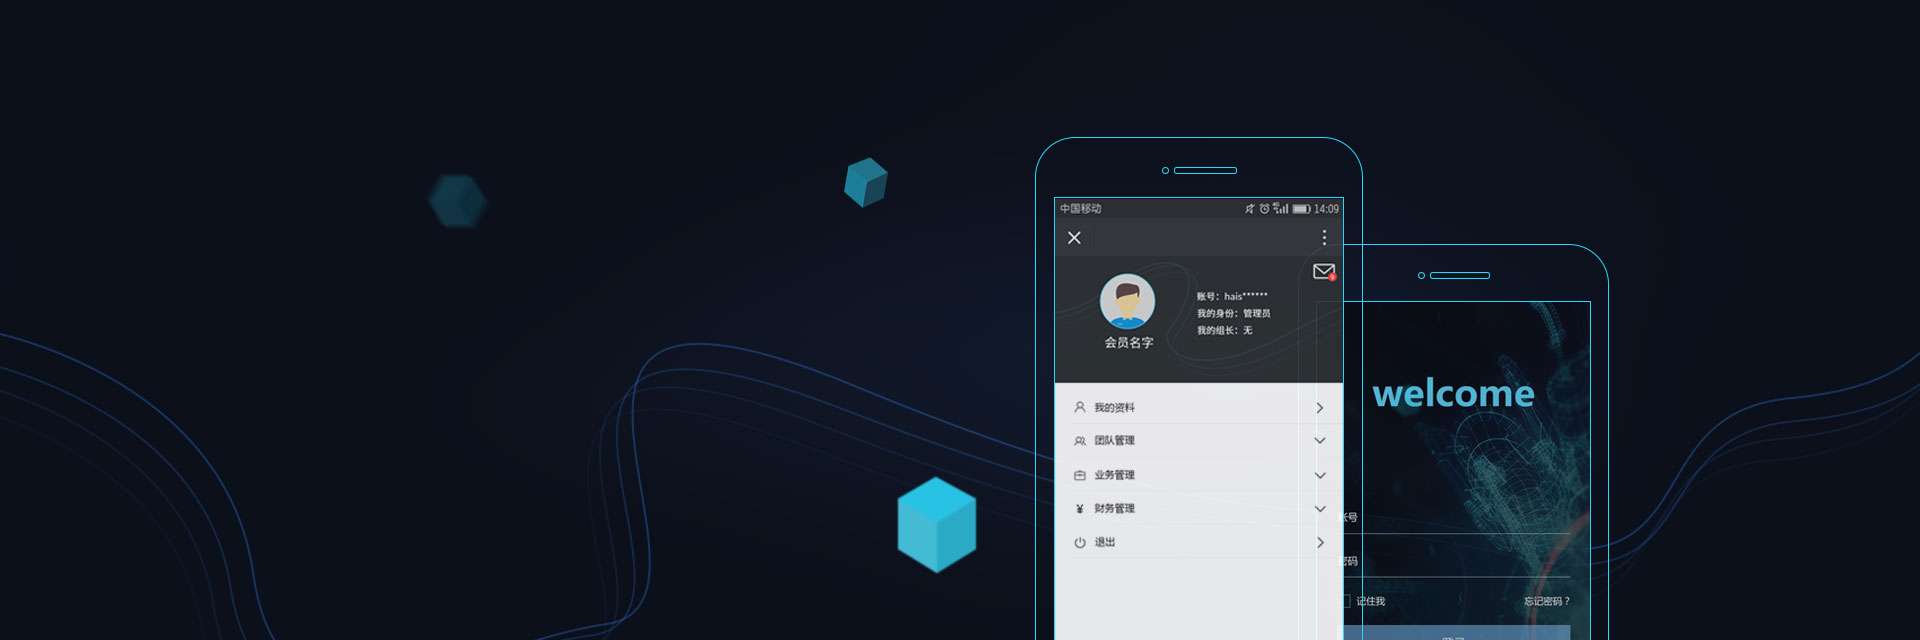 中国移动
14:09
9
账号：hais******
我的身份：管理员
我的组长：无
会员名字
我的资料
团队管理
业务管理
¥ 财务管理
退出
welcome
账号
密码
记住我
忘记密码？